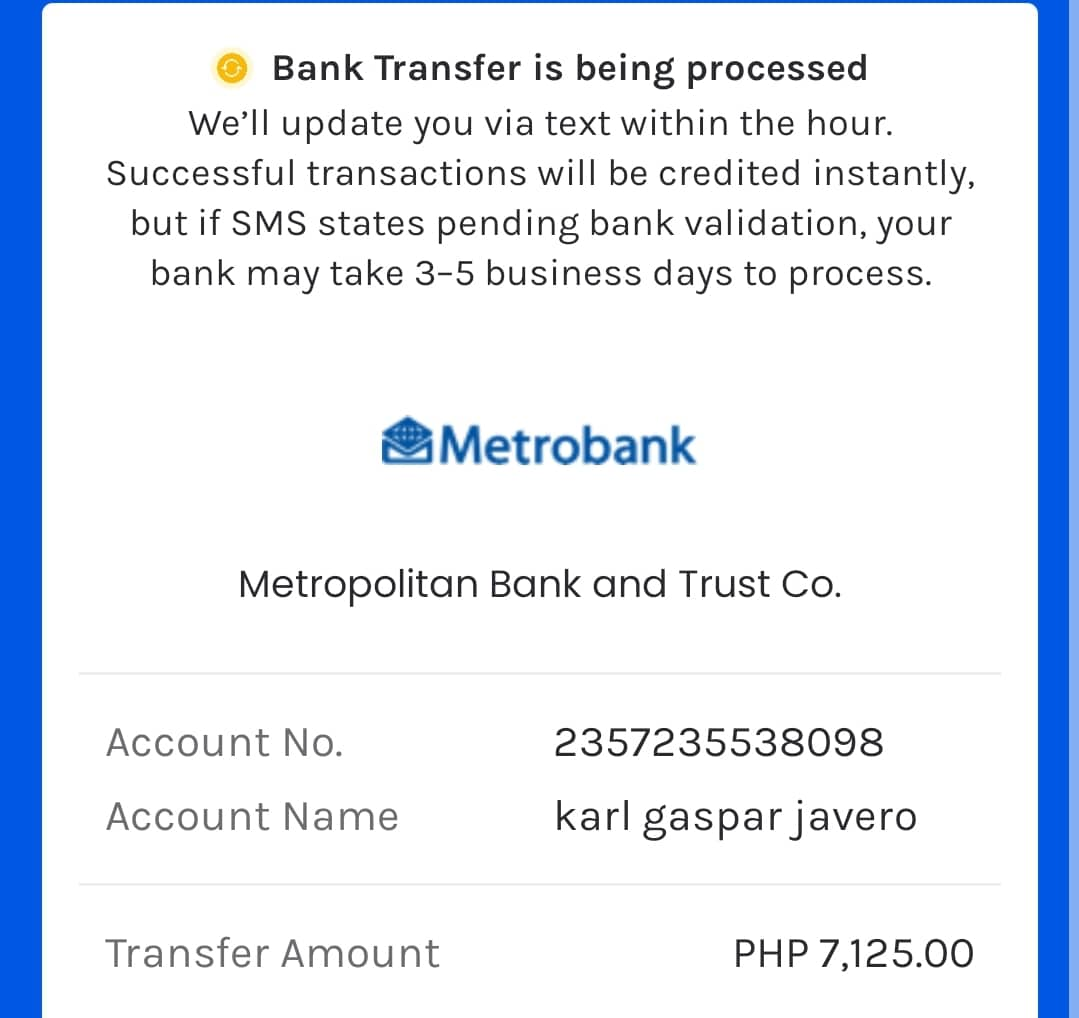 Bank Transfer is being processed
We’ll update you via text within the hour.
Successful transactions will be credited instantly,
but if SMS states pending bank validation, your
bank may take 3–5 business days to process.
Metrobank
Metropolitan Bank and Trust Co.
Account No. 2357235538098
Account Name karl gaspar javero
Transfer Amount PHP 7,125.00